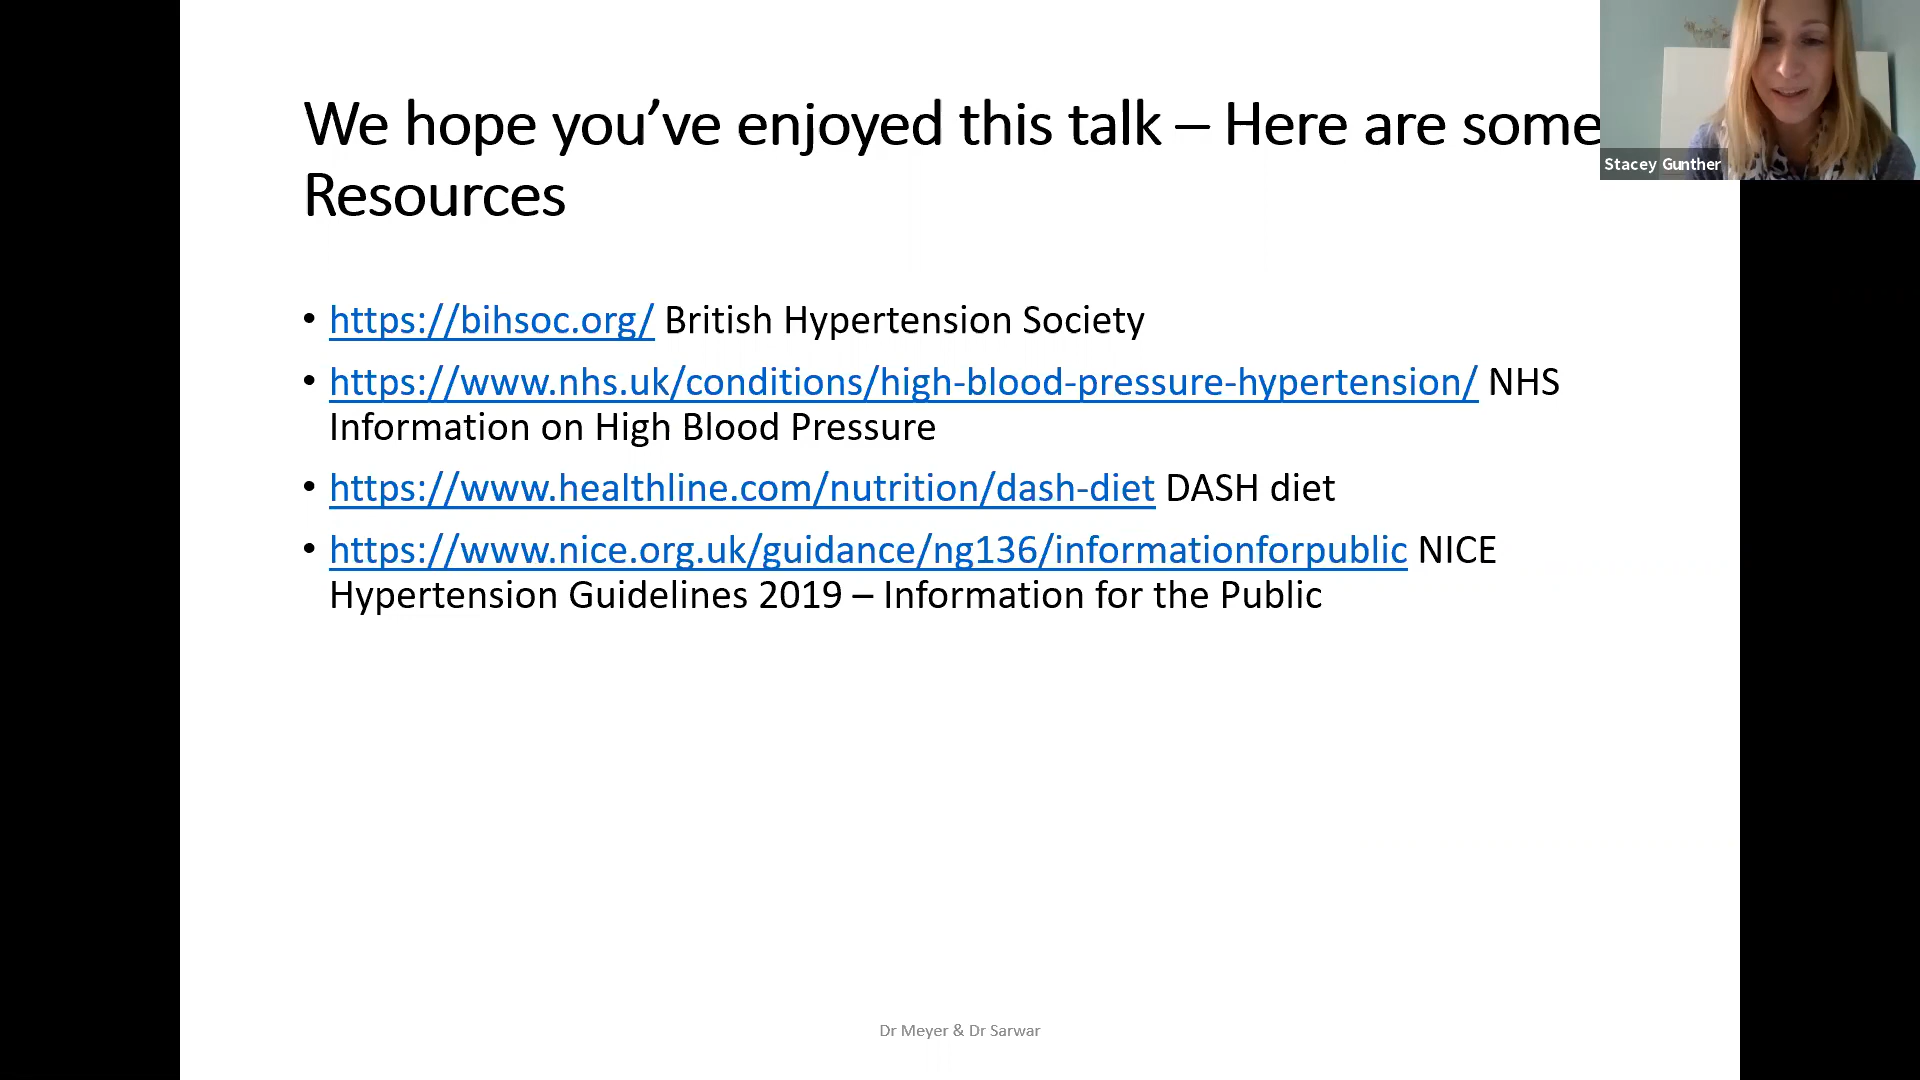 We hope you’ve enjoyed this talk – Here are some
Resources
Stacey Gunther
• https://bihsoc.org/ British Hypertension Society
• https://www.nhs.uk/conditions/high-blood-pressure-hypertension/ NHS
Information on High Blood Pressure
• https://www.healthline.com/nutrition/dash-diet DASH diet
• https://www.nice.org.uk/guidance/ng136/informationforpublic NICE
Hypertension Guidelines 2019 – Information for the Public
Dr Meyer & Dr Sarwar